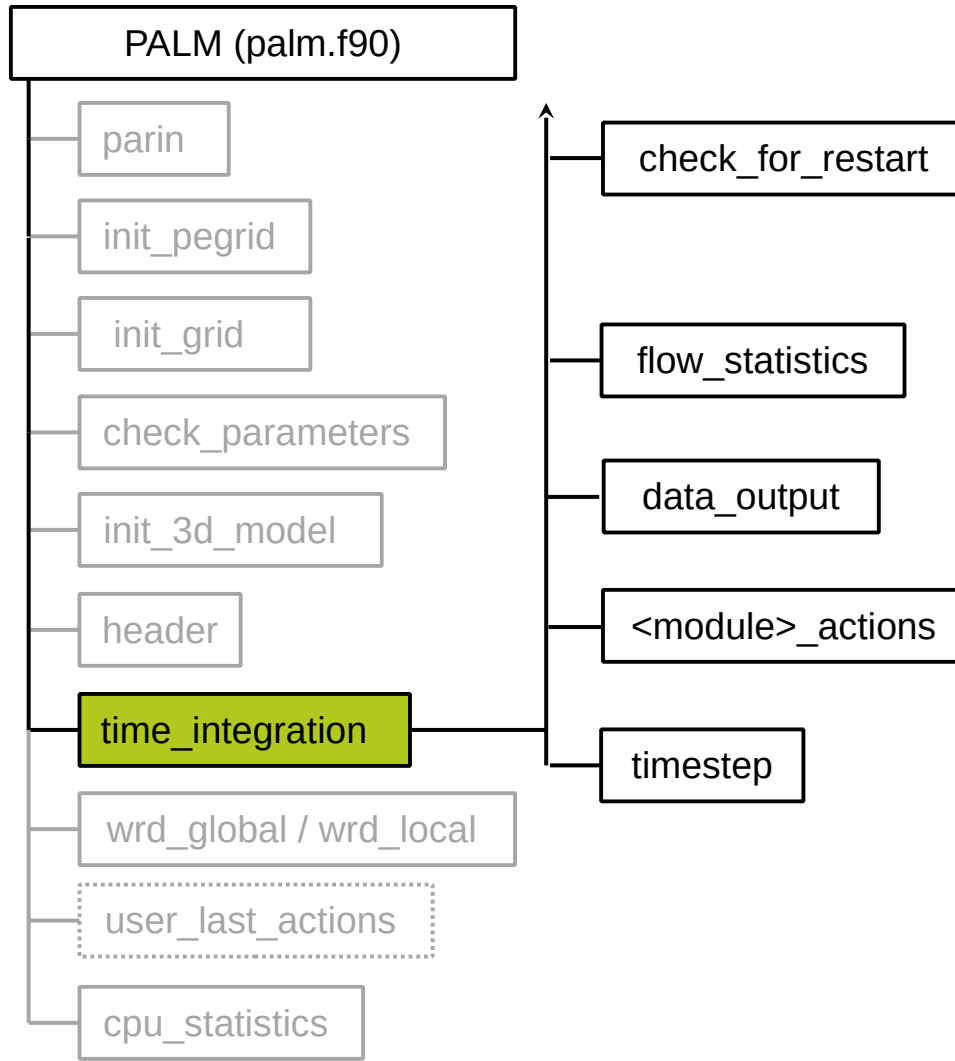 PALM (palm.f90)
parin
init_pegrid
init_grid
check_parameters
init_3d_model
header
time_integration
wrd_global / wrd_local
user_last_actions
cpu_statistics
check_for_restart
flow_statistics
data_output
<module>_actions
timestep